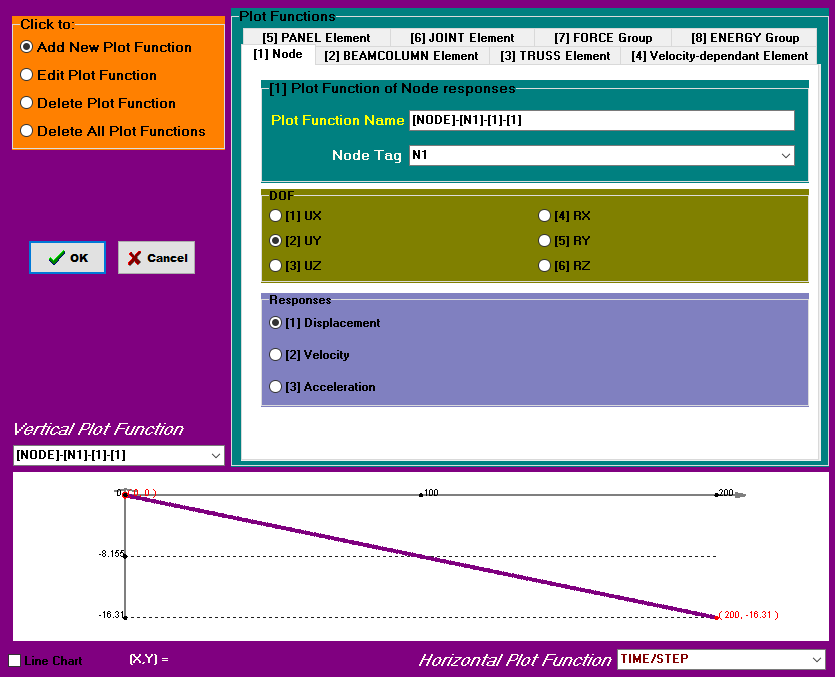 Click to:
Add New Plot Function
Edit Plot Function
Delete Plot Function
Delete All Plot Functions
OK
Cancel
Plot Functions
[5] PANEL Element
[6] JOINT Element
[7] FORCE Group
[8] ENERGY Group
[1] Node
[2] BEAMCOLUMN Element
[3] TRUSS Element
[4] Velocity-dependant Element
[1] Plot Function of Node responses
Plot Function Name [NODE]-[N1]-[1]-[1]
Node Tag N1
DOF
[1] UX
[4] RX
[2] UY
[5] RY
[3] UZ
[6] RZ
Responses
[1] Displacement
[2] Velocity
[3] Acceleration
Vertical Plot Function
[NODE]-[N1]-[1]-[1]
0
( 0, 0 )
100
200
-8.155
-16.31
( 200, -16.31 )
Line Chart
(X,Y) =
Horizontal Plot Function
TIME/STEP